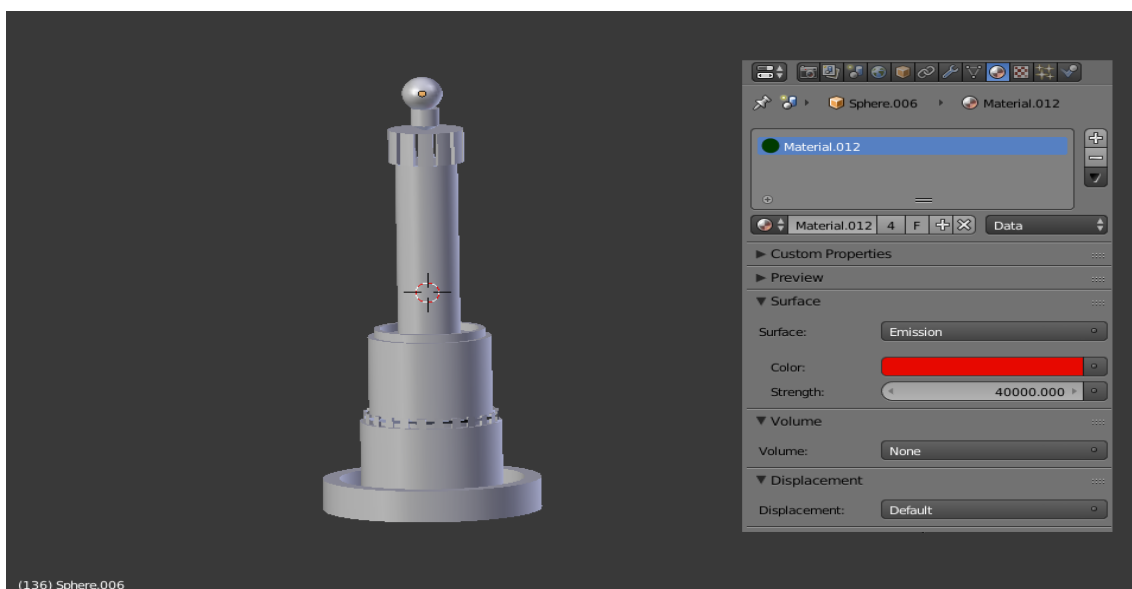 Sphere.006 Material.012
Material.012
Material.012 4 F Data
Custom Properties
Preview
Surface
Surface: Emission
Color:
Strength: 40000.000
Volume
Volume: None
Displacement
Displacement: Default
(136) Sphere.006